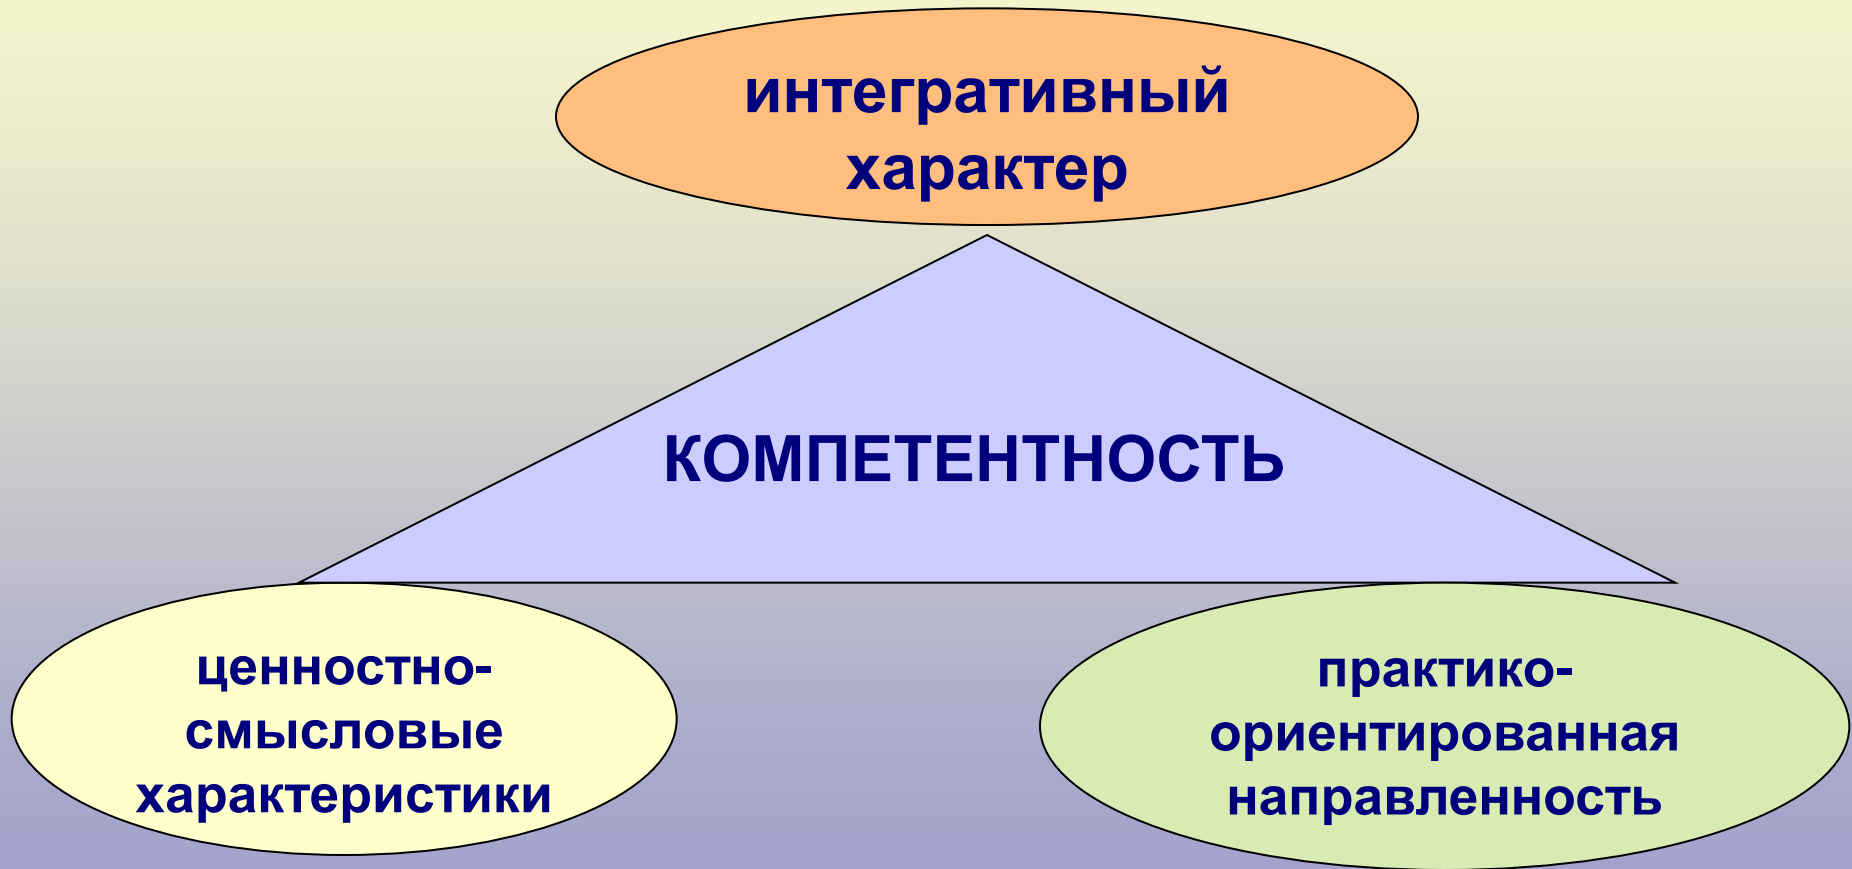 интегративный
характер
КОМПЕТЕНТНОСТЬ
ценностно-
смысловые
характеристики
практико-
ориентированная
направленность